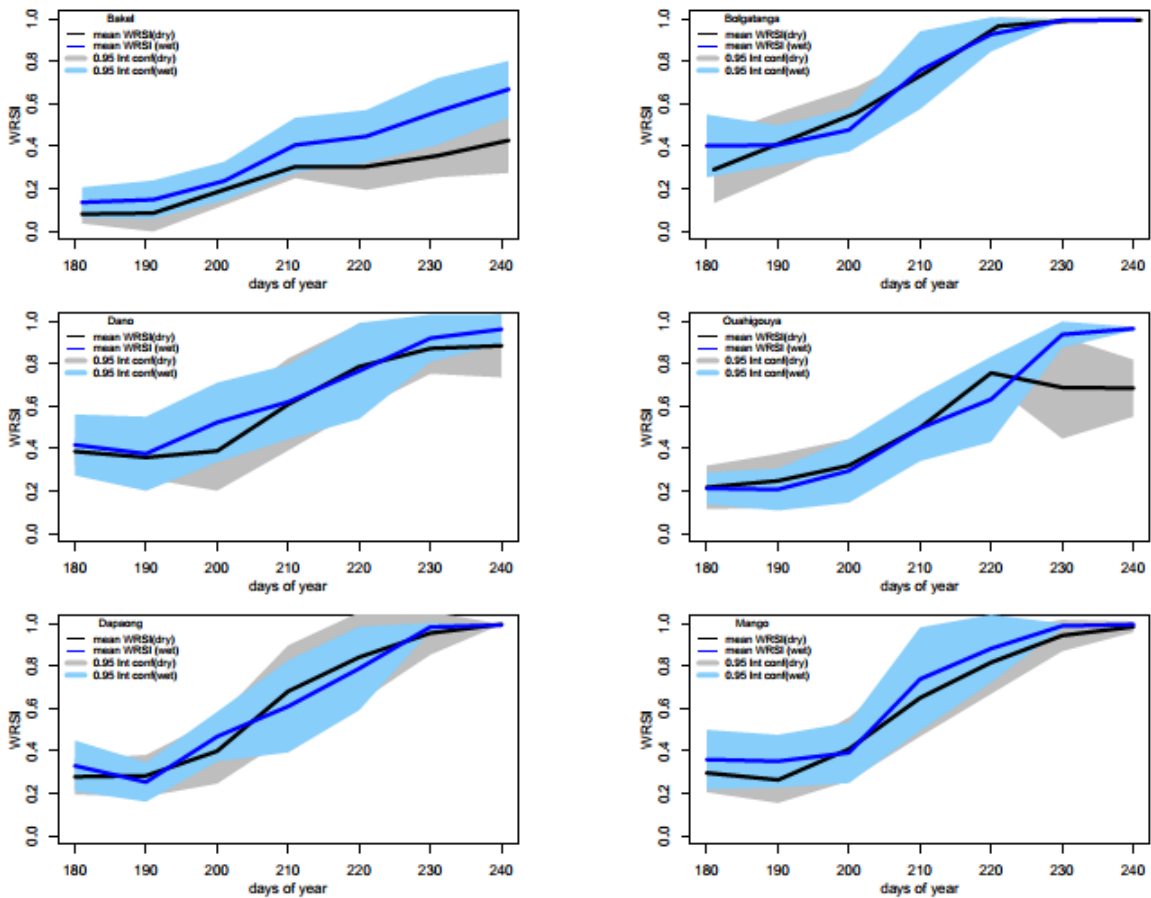 Bakel
mean WRSI(dry)
mean WRSI (wet)
0.95 Int conf(dry)
0.95 Int conf(wet)
WRSI
0.0 0.2 0.4 0.6 0.8 1.0
180 190 200 210 220 230 240
days of year
Bolgatanga
mean WRSI(dry)
mean WRSI (wet)
0.95 Int conf(dry)
0.95 Int conf(wet)
WRSI
0.0 0.2 0.4 0.6 0.8 1.0
180 190 200 210 220 230 240
days of year
Dano
mean WRSI(dry)
mean WRSI (wet)
0.95 Int conf(dry)
0.95 Int conf(wet)
WRSI
0.0 0.2 0.4 0.6 0.8 1.0
180 190 200 210 220 230 240
days of year
Ouahigouya
mean WRSI(dry)
mean WRSI (wet)
0.95 Int conf(dry)
0.95 Int conf(wet)
WRSI
0.0 0.2 0.4 0.6 0.8 1.0
180 190 200 210 220 230 240
days of year
Dapaong
mean WRSI(dry)
mean WRSI (wet)
0.95 Int conf(dry)
0.95 Int conf(wet)
WRSI
0.0 0.2 0.4 0.6 0.8 1.0
180 190 200 210 220 230 240
days of year
Mango
mean WRSI(dry)
mean WRSI (wet)
0.95 Int conf(dry)
0.95 Int conf(wet)
WRSI
0.0 0.2 0.4 0.6 0.8 1.0
180 190 200 210 220 230 240
days of year